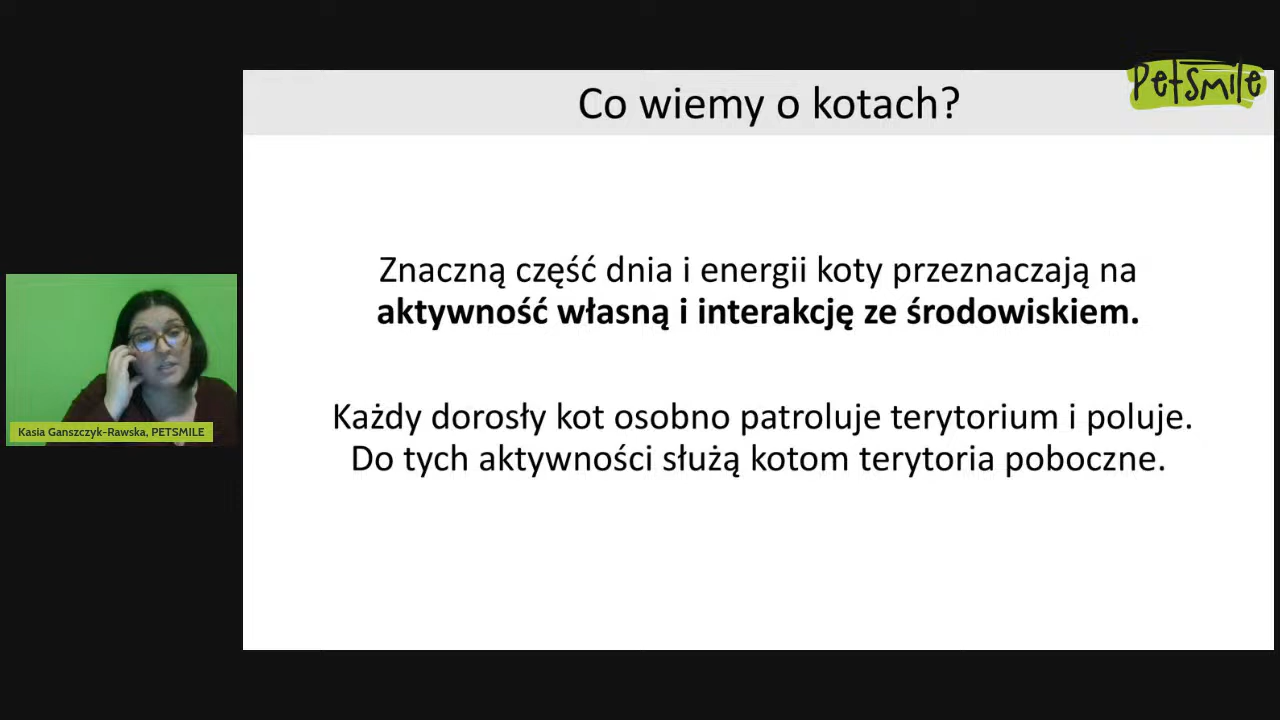 Co wiemy o kotach?
PetSmile
Znaczną część dnia i energii koty przeznaczają na
aktywność własną i interakcję ze środowiskiem.
Każdy dorosły kot osobno patroluje terytorium i poluje.
Do tych aktywności służą kotom terytoria poboczne.
Kasia Ganszczyk-Rawska, PETSMILE